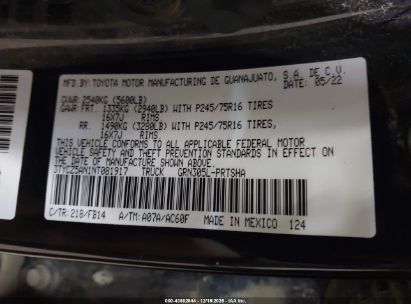 MFD.BY: TOYOTA MOTOR MANUFACTURING DE GUANAJUATO, S.A. DE C.V.
DATE: 05/22
GVWR: 2540KG (5600LB)
GAWR: FRT. 1335KG (2940LB) WITH P245/75R16 TIRES
16X7J RIMS
RR. 1490KG (3280LB) WITH P245/75R16 TIRES,
16X7J RIMS
THIS VEHICLE CONFORMS TO ALL APPLICABLE FEDERAL MOTOR
VEHICLE SAFETY AND THEFT PREVENTION STANDARDS IN EFFECT ON
THE DATE OF MANUFACTURE SHOWN ABOVE.
3TYCZ5AN1NT081917 TRUCK GRN305L-PRTSHA
C/TR: 218/FB14 A/TM: A07A/AC60F MADE IN MEXICO 124